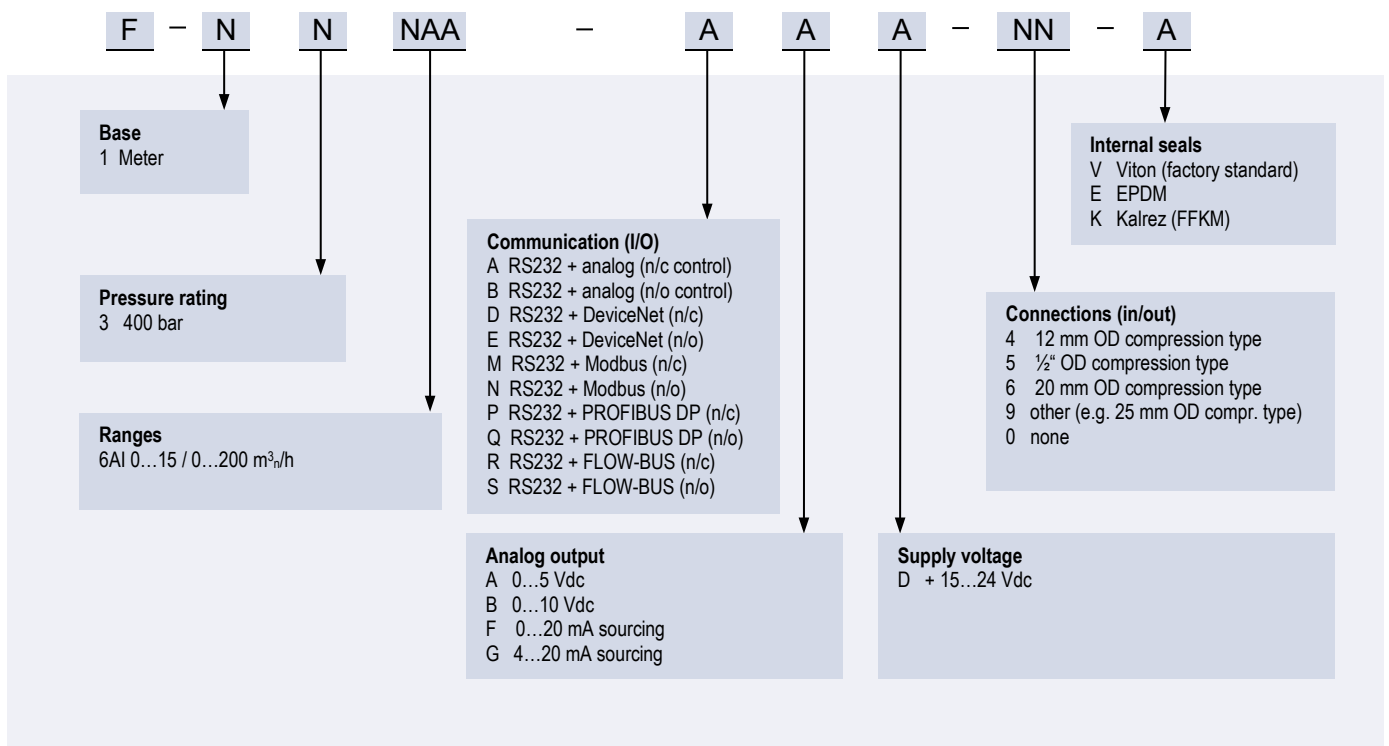 F – N N NAA – A A A – NN – A
Base
1 Meter
Pressure rating
3 400 bar
Ranges
6AI 0…15 / 0…200 m³ₙ/h
Communication (I/O)
A RS232 + analog (n/c control)
B RS232 + analog (n/o control)
D RS232 + DeviceNet (n/c)
E RS232 + DeviceNet (n/o)
M RS232 + Modbus (n/c)
N RS232 + Modbus (n/o)
P RS232 + PROFIBUS DP (n/c)
Q RS232 + PROFIBUS DP (n/o)
R RS232 + FLOW-BUS (n/c)
S RS232 + FLOW-BUS (n/o)
Analog output
A 0…5 Vdc
B 0…10 Vdc
F 0…20 mA sourcing
G 4…20 mA sourcing
Supply voltage
D + 15…24 Vdc
Connections (in/out)
4 12 mm OD compression type
5 ½“ OD compression type
6 20 mm OD compression type
9 other (e.g. 25 mm OD compr. type)
0 none
Internal seals
V Viton (factory standard)
E EPDM
K Kalrez (FFKM)